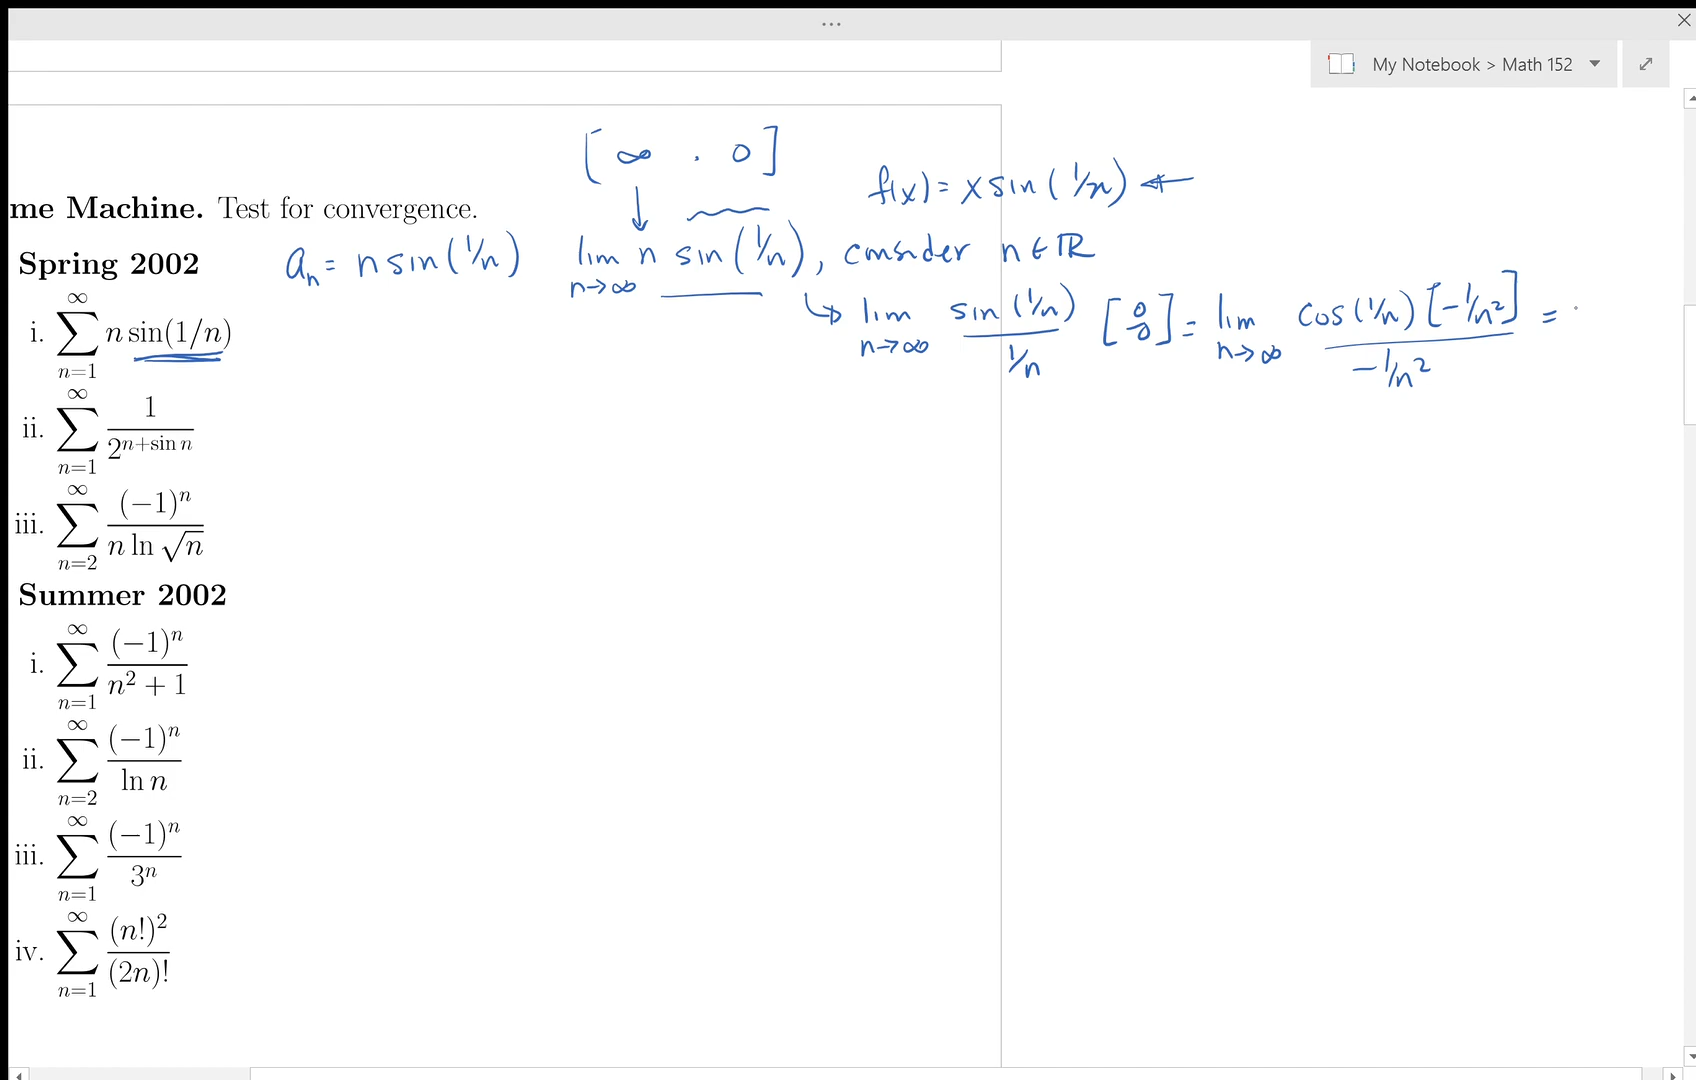 My Notebook > Math 152
[∞ · 0]
f(x) = x sin(1/n) ←
me Machine. Test for convergence.
Spring 2002
a_n = n sin(1/n)   lim_{n→∞} n sin(1/n), consider n ∈ ℝ
↳ lim_{n→∞} sin(1/n) / (1/n) [0/0] = lim_{n→∞} cos(1/n)[-1/n²] / (-1/n²) =
i. ∑_{n=1}^{∞} n sin(1/n)
ii. ∑_{n=1}^{∞} 1 / 2^{n+sin n}
iii. ∑_{n=2}^{∞} (−1)^n / (n ln √n)
Summer 2002
i. ∑_{n=1}^{∞} (−1)^n / (n² + 1)
ii. ∑_{n=2}^{∞} (−1)^n / ln n
iii. ∑_{n=1}^{∞} (−1)^n / 3^n
iv. ∑_{n=1}^{∞} (n!)² / (2n)!